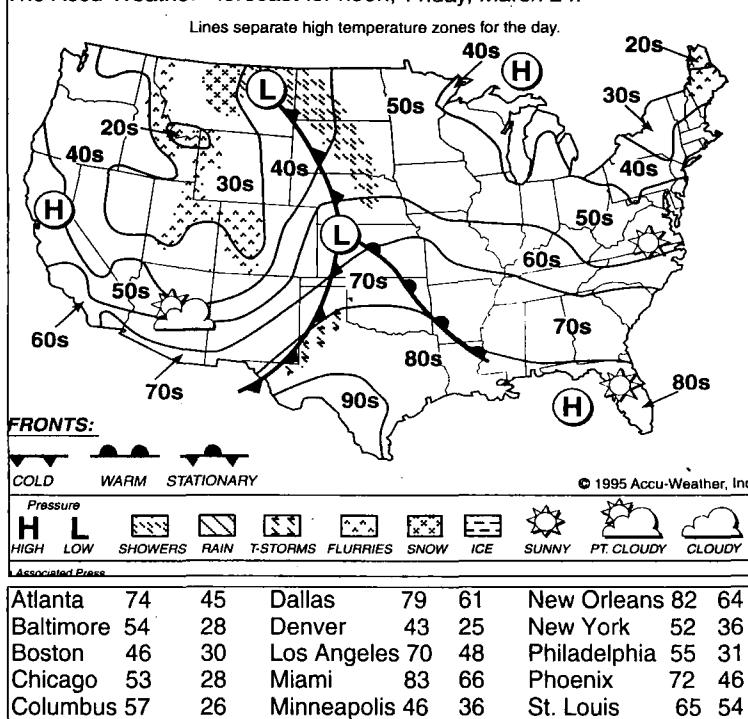 Lines separate high temperature zones for the day.
40s
20s
H
L
50s
30s
20s
40s
30s
40s
40s
H
50s
L
60s
50s
70s
60s
70s
80s
70s
90s
H
80s
FRONTS:
COLD WARM STATIONARY
© 1995 Accu-Weather, Inc
Pressure
H L
HIGH LOW SHOWERS RAIN T-STORMS FLURRIES SNOW ICE SUNNY PT. CLOUDY CLOUDY
Associated Press
Atlanta 74 45 Dallas 79 61 New Orleans 82 64
Baltimore 54 28 Denver 43 25 New York 52 36
Boston 46 30 Los Angeles 70 48 Philadelphia 55 31
Chicago 53 28 Miami 83 66 Phoenix 72 46
Columbus 57 26 Minneapolis 46 36 St. Louis 65 54